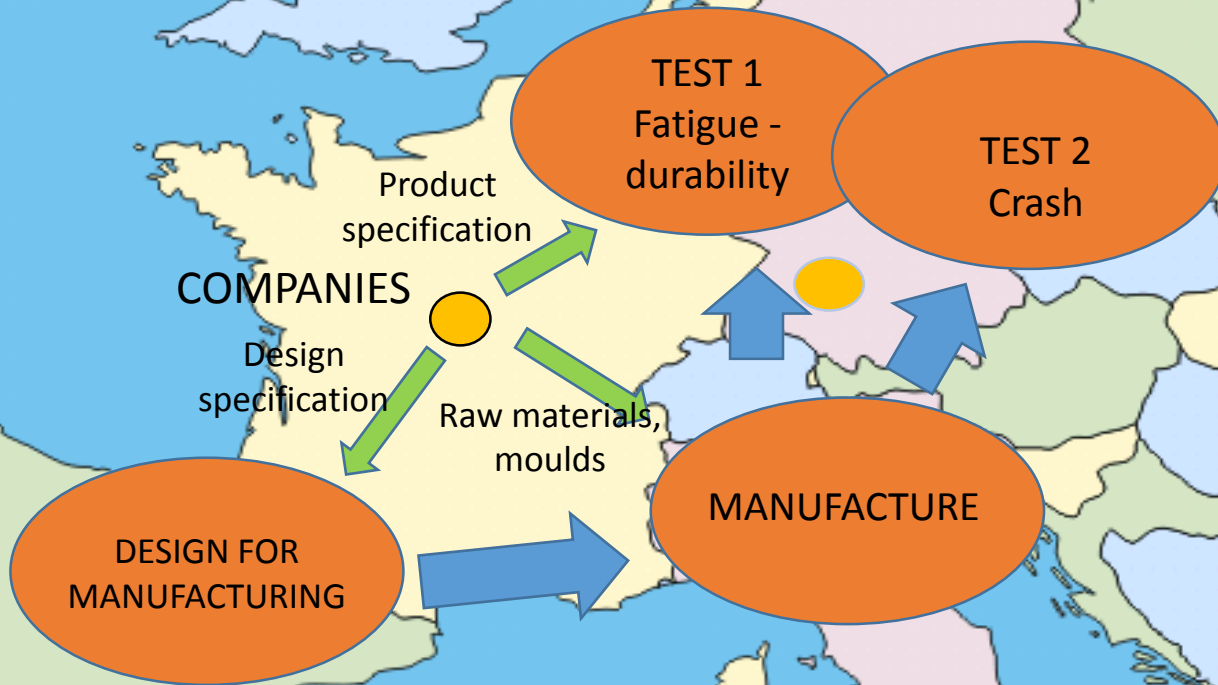 TEST 1
Fatigue -
durability
TEST 2
Crash
Product
specification
COMPANIES
Design
specification
Raw materials,
moulds
MANUFACTURE
DESIGN FOR
MANUFACTURING